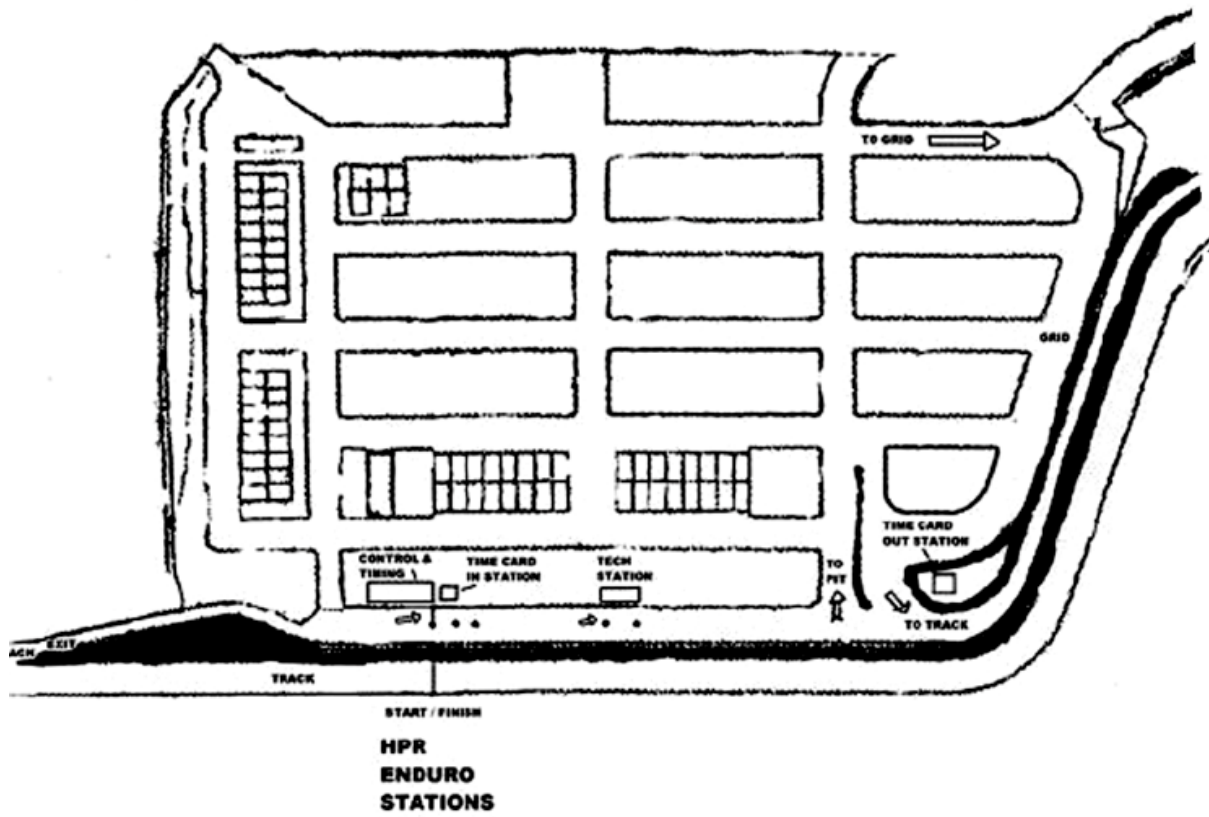 TO GRID
GRID
TIME CARD
OUT STATION
CONTROL &
TIMING
TIME CARD
IN STATION
TECH
STATION
TO
PIT
TO TRACK
EXIT
TRACK
START / FINISH
HPR
ENDURO
STATIONS